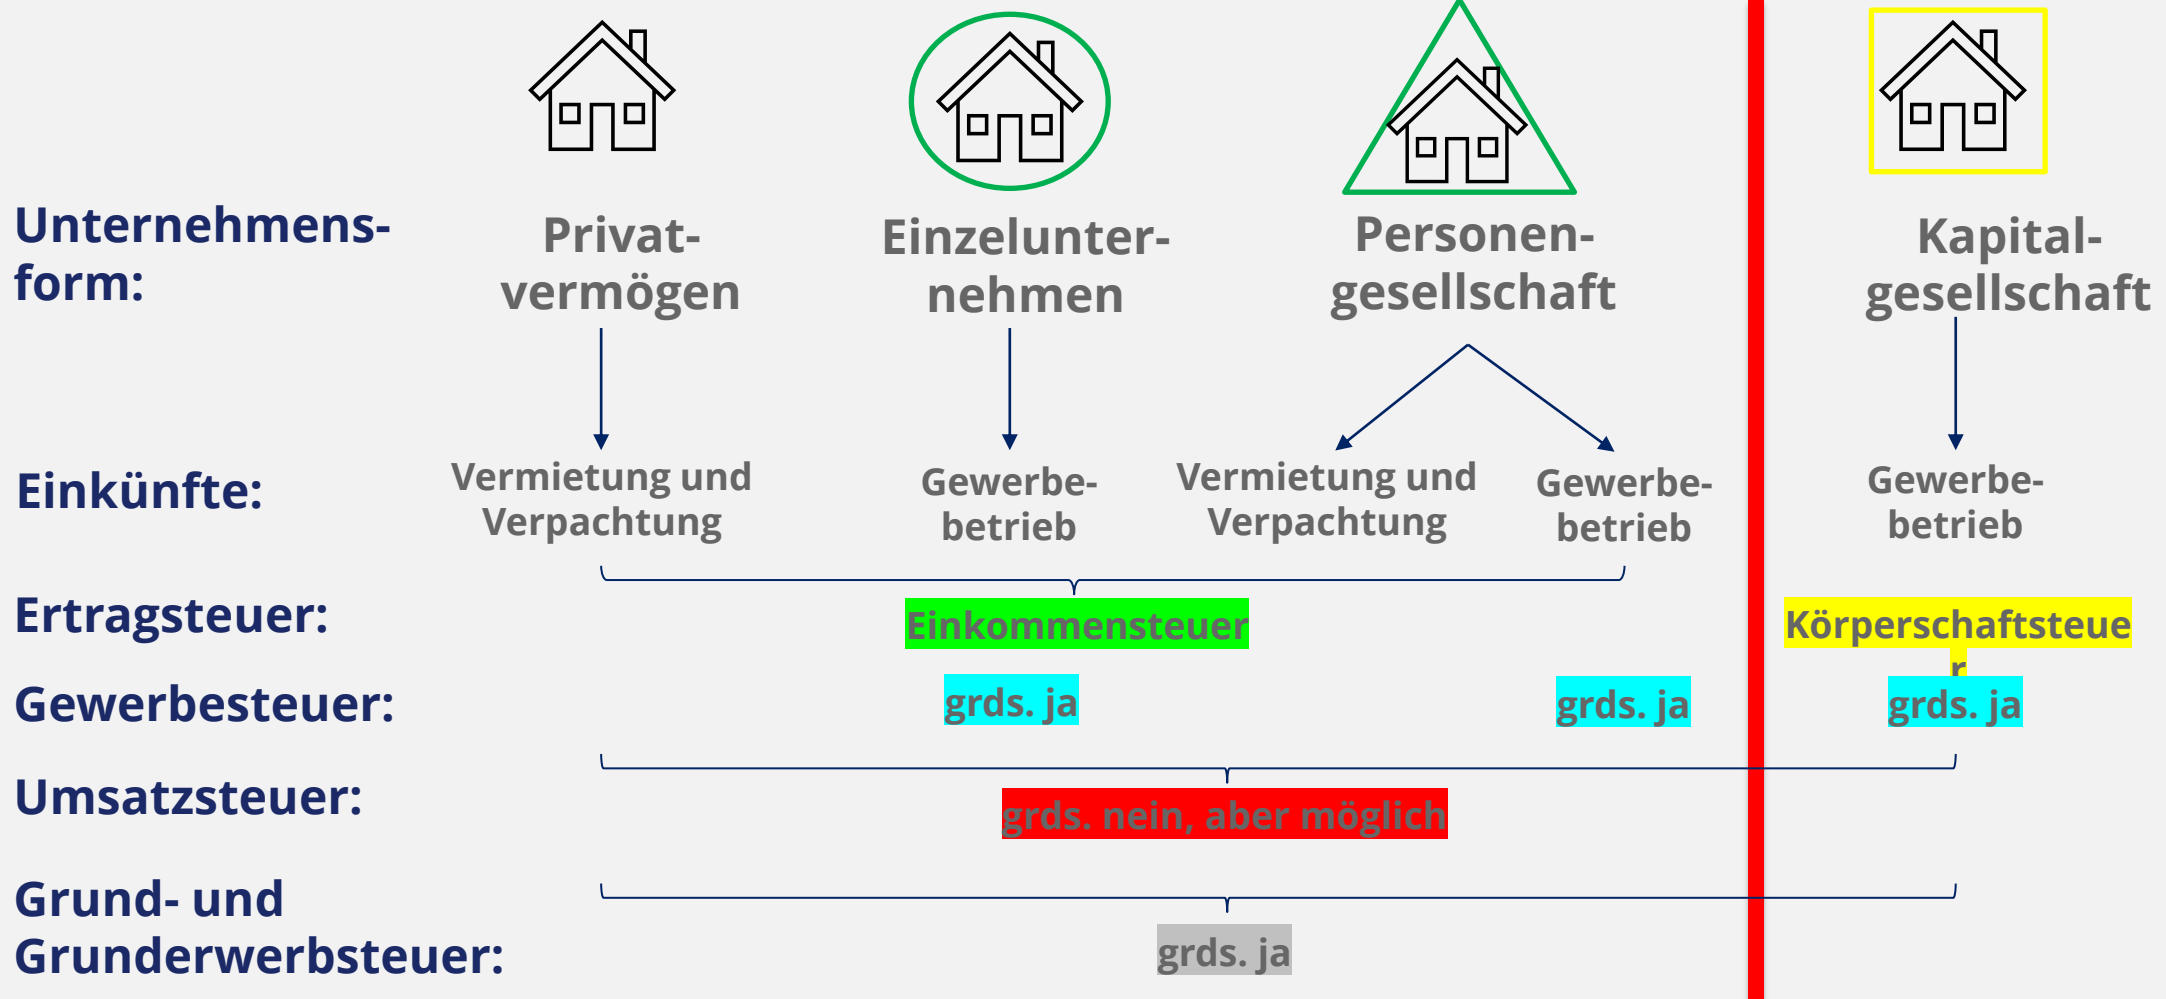 Unternehmens-
form:
Privat-
vermögen
Einzelunter-
nehmen
Personen-
gesellschaft
Kapital-
gesellschaft
Einkünfte:
Vermietung und
Verpachtung
Gewerbe-
betrieb
Vermietung und
Verpachtung
Gewerbe-
betrieb
Gewerbe-
betrieb
Ertragsteuer:
Einkommensteuer
Körperschaftsteue
r
Gewerbesteuer:
grds. ja
grds. ja
grds. ja
Umsatzsteuer:
grds. nein, aber möglich
Grund- und
Grunderwerbsteuer:
grds. ja